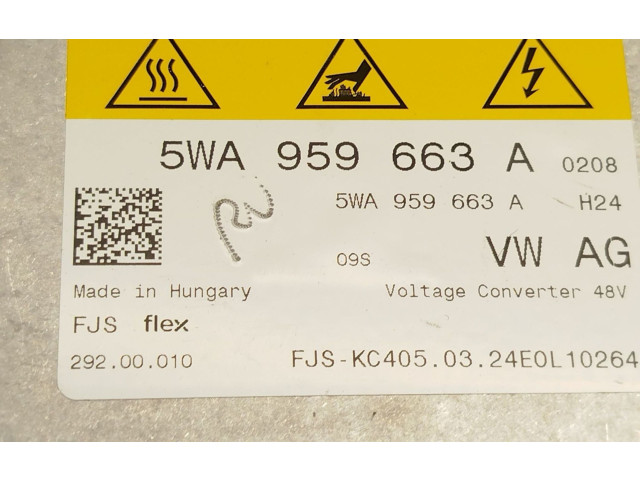 5WA 959 663 A 0208
5WA 959 663 A H24
09S VW AG
Made in Hungary Voltage Converter 48V
FJS flex
292.00.010 FJS-KC405.03.24E0L10264